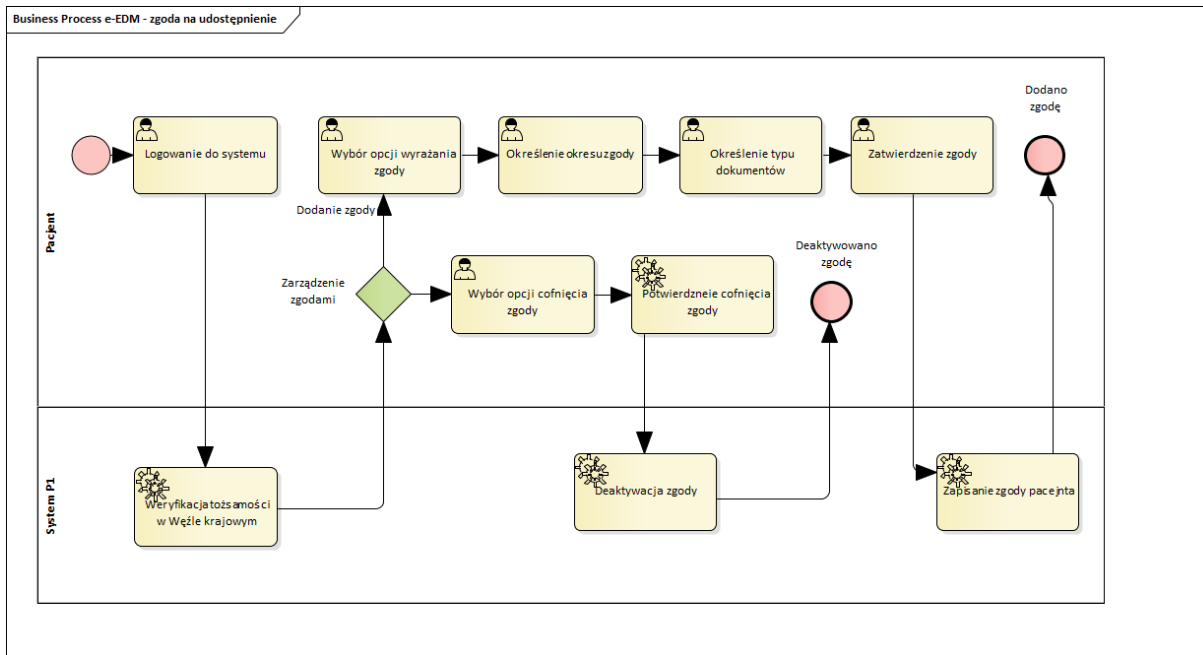 Business Process e-EDM - zgoda na udostępnienie
Dodano
zgodę
Pacjent
Logowanie do systemu
Wybór opcji wyrażania
zgody
Określenie okresu zgody
Określenie typu
dokumentów
Zatwierdzenie zgody
Dodanie zgody
Deaktywowano
zgodę
Zarządzenie
zgodami
Wybór opcji cofnięcia
zgody
Potwierdzneie cofnięcia
zgody
System P1
Weryfikacja tożsamości
w Węźle krajowym
Deaktywacja zgody
Zapisanie zgody pacejnta